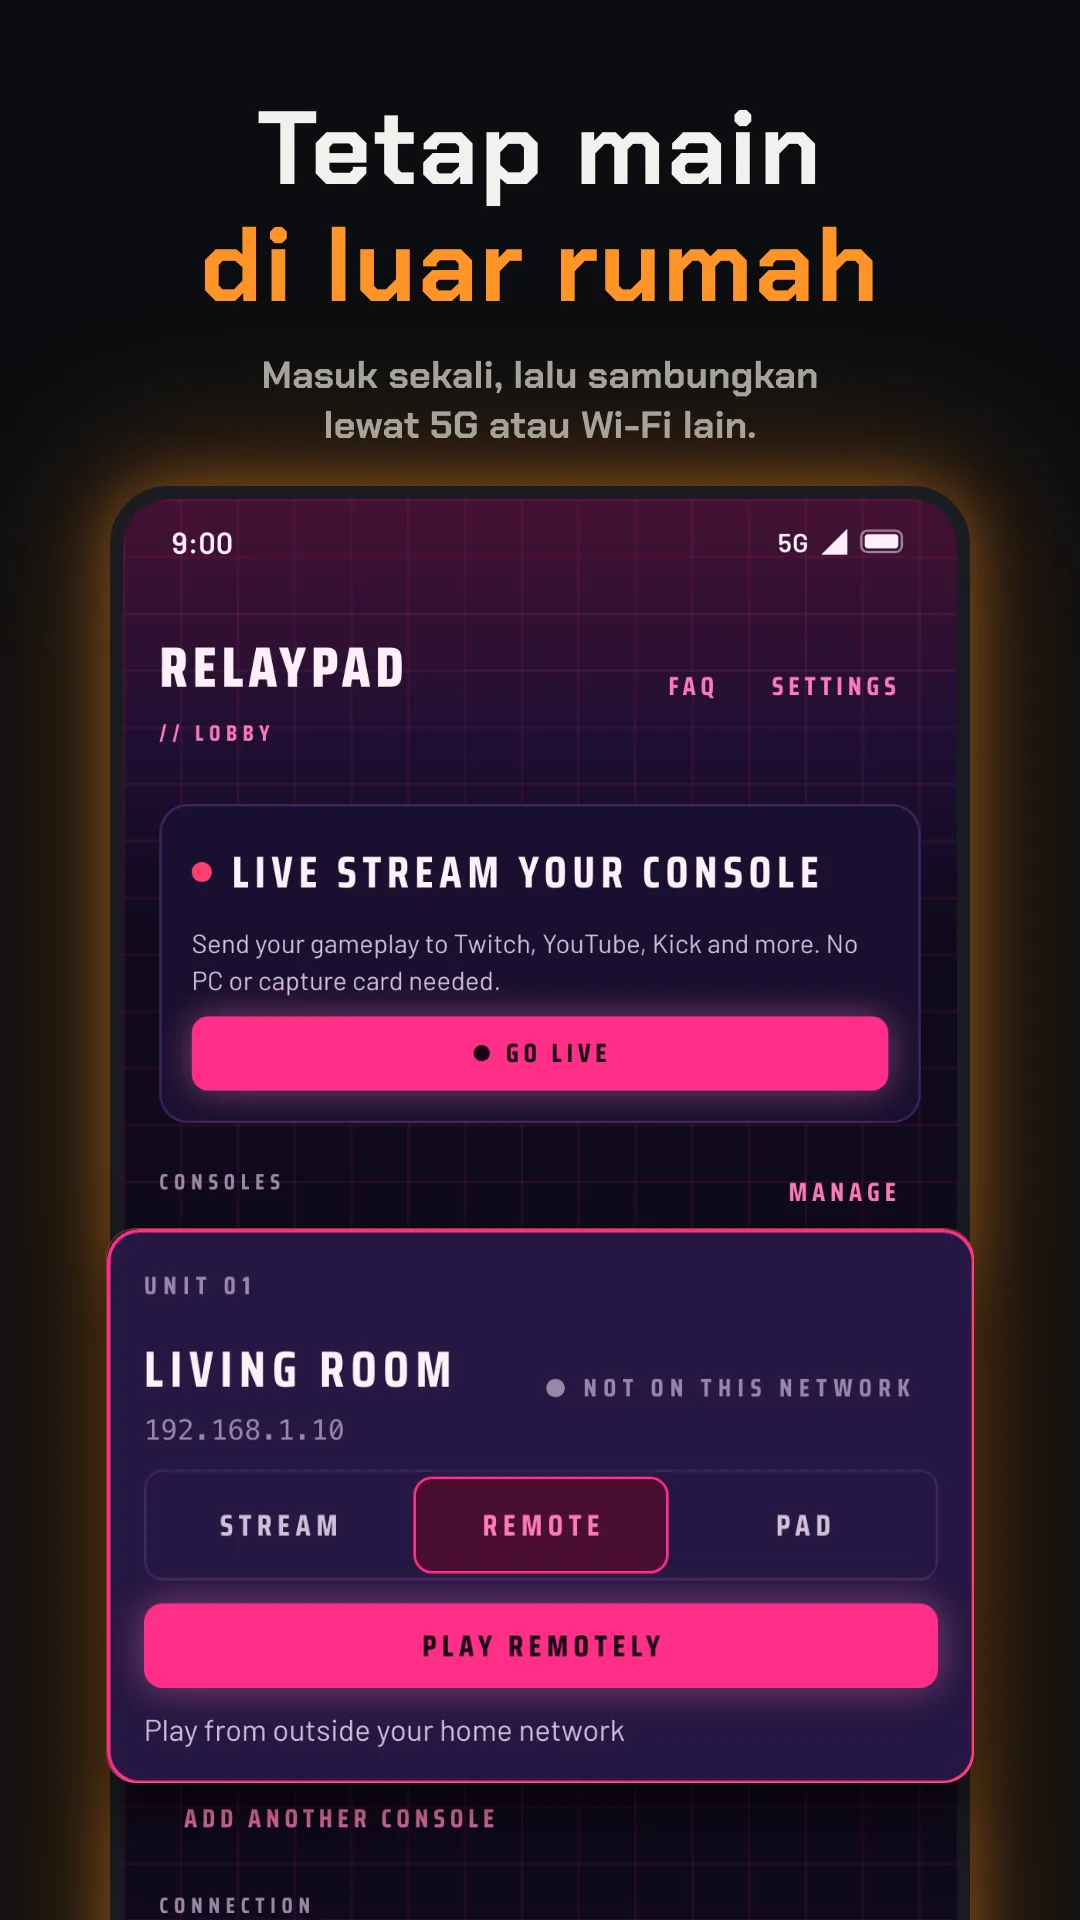 Tetap main
di luar rumah
Masuk sekali, lalu sambungkan
lewat 5G atau Wi-Fi lain.
9:00
5G
RELAYPAD
FAQ SETTINGS
// LOBBY
LIVE STREAM YOUR CONSOLE
Send your gameplay to Twitch, YouTube, Kick and more. No
PC or capture card needed.
GO LIVE
CONSOLES
MANAGE
UNIT 01
LIVING ROOM
NOT ON THIS NETWORK
192.168.1.10
STREAM REMOTE PAD
PLAY REMOTELY
Play from outside your home network
ADD ANOTHER CONSOLE
CONNECTION